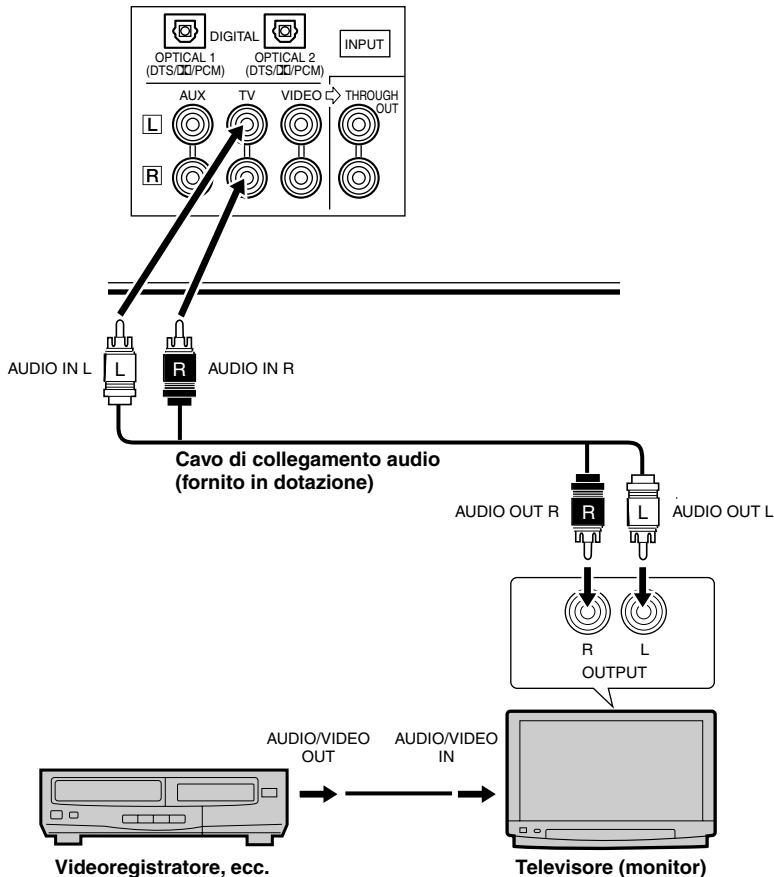 DIGITAL
INPUT
OPTICAL 1
(DTS/DD/PCM)
OPTICAL 2
(DTS/DD/PCM)
AUX TV VIDEO THROUGH OUT
L
R
AUDIO IN L L R AUDIO IN R
Cavo di collegamento audio
(fornito in dotazione)
AUDIO OUT R R L AUDIO OUT L
R L
OUTPUT
AUDIO/VIDEO
OUT
AUDIO/VIDEO
IN
Videoregistratore, ecc.
Televisore (monitor)